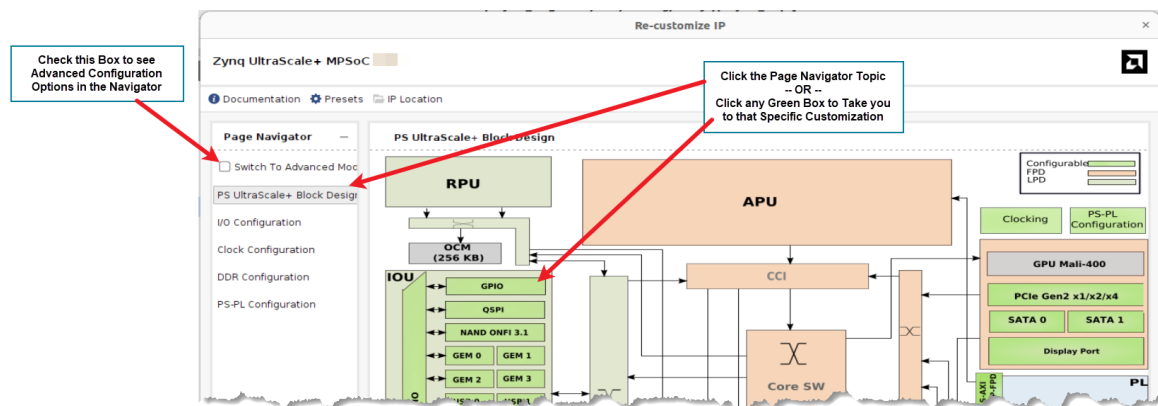 Re-customize IP
×
Check this Box to see
Advanced Configuration
Options in the Navigator
Zynq UltraScale+ MPSoC
Click the Page Navigator Topic
-- OR --
Click any Green Box to Take you
to that Specific Customization
Documentation Presets IP Location
Page Navigator —
Switch To Advanced Mod
PS UltraScale+ Block Design
I/O Configuration
Clock Configuration
DDR Configuration
PS-PL Configuration
PS UltraScale+ Block Design
Configurable
FPD
LPD
RPU
APU
Clocking
PS-PL
Configuration
OCM
(256 KB)
CCI
GPU Mali-400
IOU
GPIO
QSPI
NAND ONFI 3.1
GEM 0 GEM 1
GEM 2 GEM 3
PCIe Gen2 x1/x2/x4
SATA 0 SATA 1
Display Port
Core SW
PL